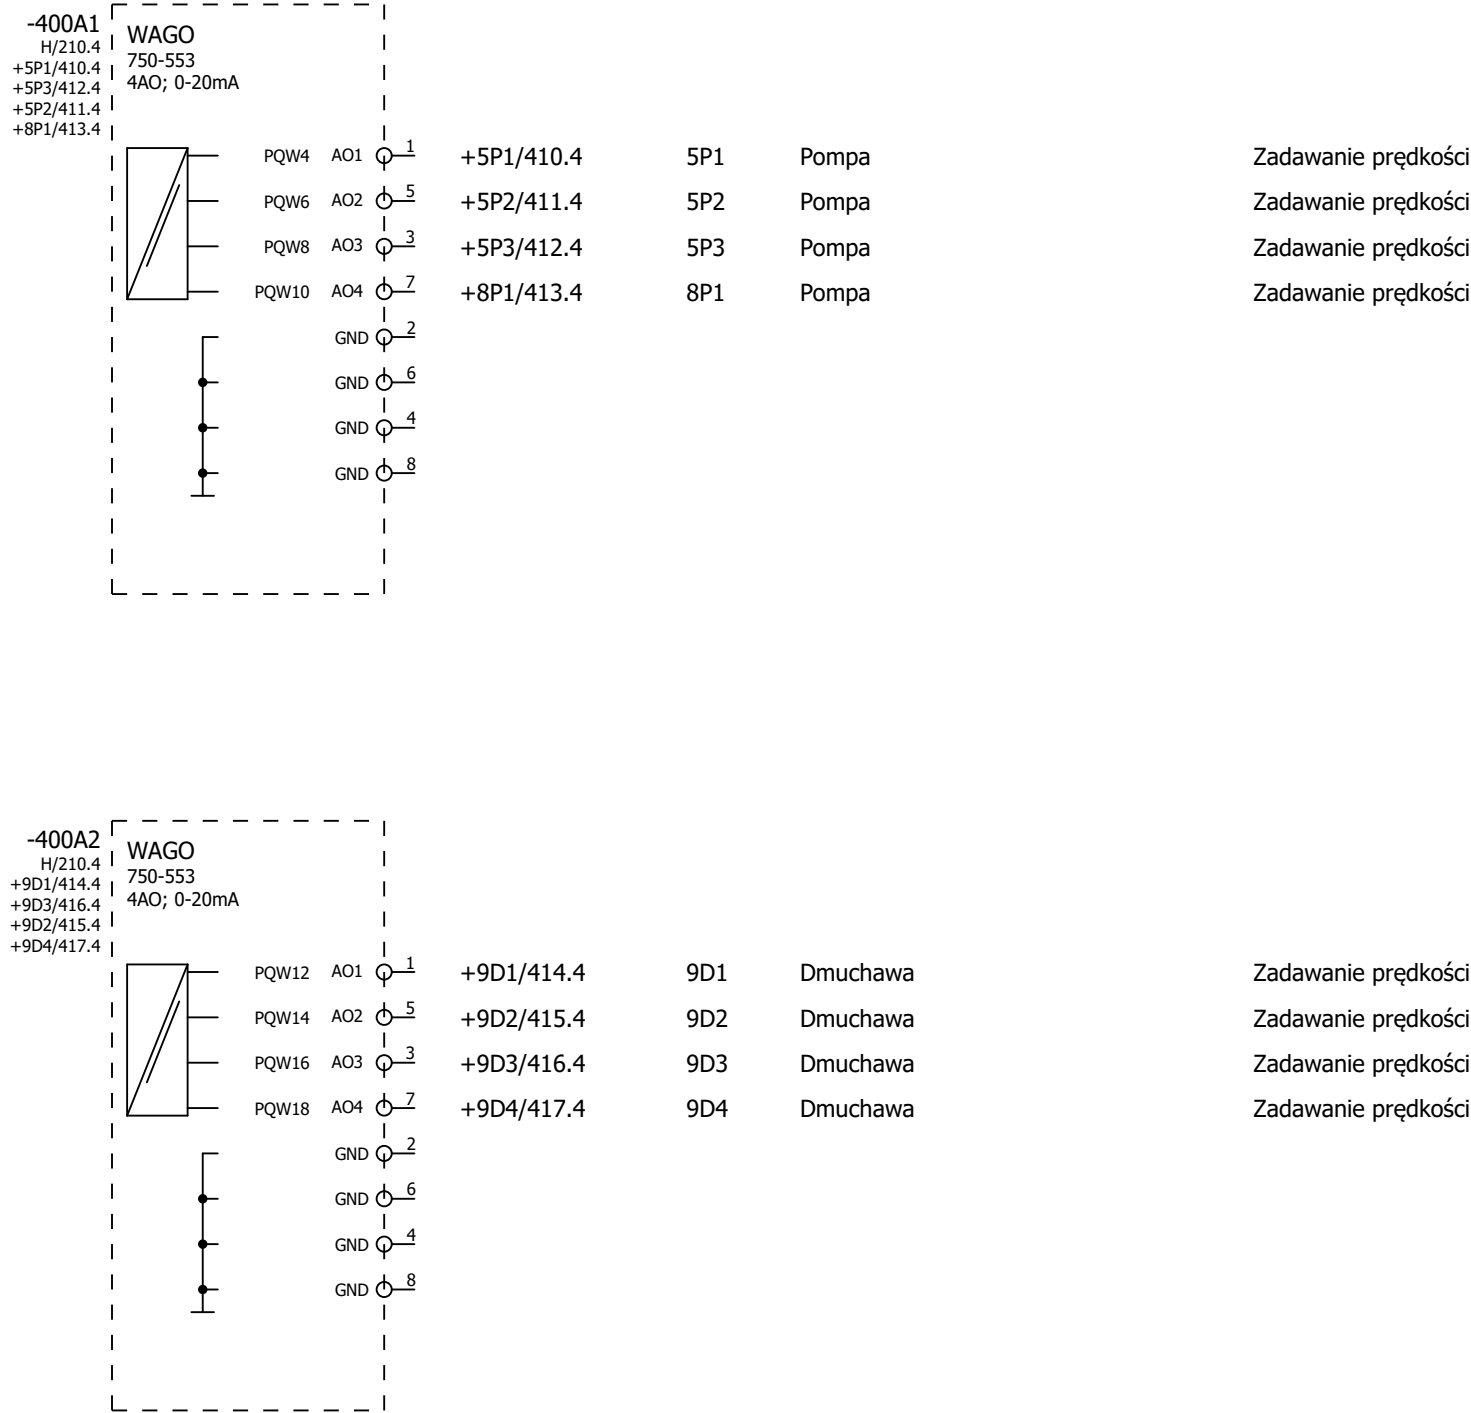 -400A1
H/210.4
+5P1/410.4
+5P3/412.4
+5P2/411.4
+8P1/413.4
WAGO
750-553
4AO; 0-20mA
PQW4 AO1 1 +5P1/410.4 5P1 Pompa Zadawanie prędkości
PQW6 AO2 5 +5P2/411.4 5P2 Pompa Zadawanie prędkości
PQW8 AO3 3 +5P3/412.4 5P3 Pompa Zadawanie prędkości
PQW10 AO4 7 +8P1/413.4 8P1 Pompa Zadawanie prędkości
GND 2
GND 6
GND 4
GND 8
-400A2
H/210.4
+9D1/414.4
+9D3/416.4
+9D2/415.4
+9D4/417.4
WAGO
750-553
4AO; 0-20mA
PQW12 AO1 1 +9D1/414.4 9D1 Dmuchawa Zadawanie prędkości
PQW14 AO2 5 +9D2/415.4 9D2 Dmuchawa Zadawanie prędkości
PQW16 AO3 3 +9D3/416.4 9D3 Dmuchawa Zadawanie prędkości
PQW18 AO4 7 +9D4/417.4 9D4 Dmuchawa Zadawanie prędkości
GND 2
GND 6
GND 4
GND 8